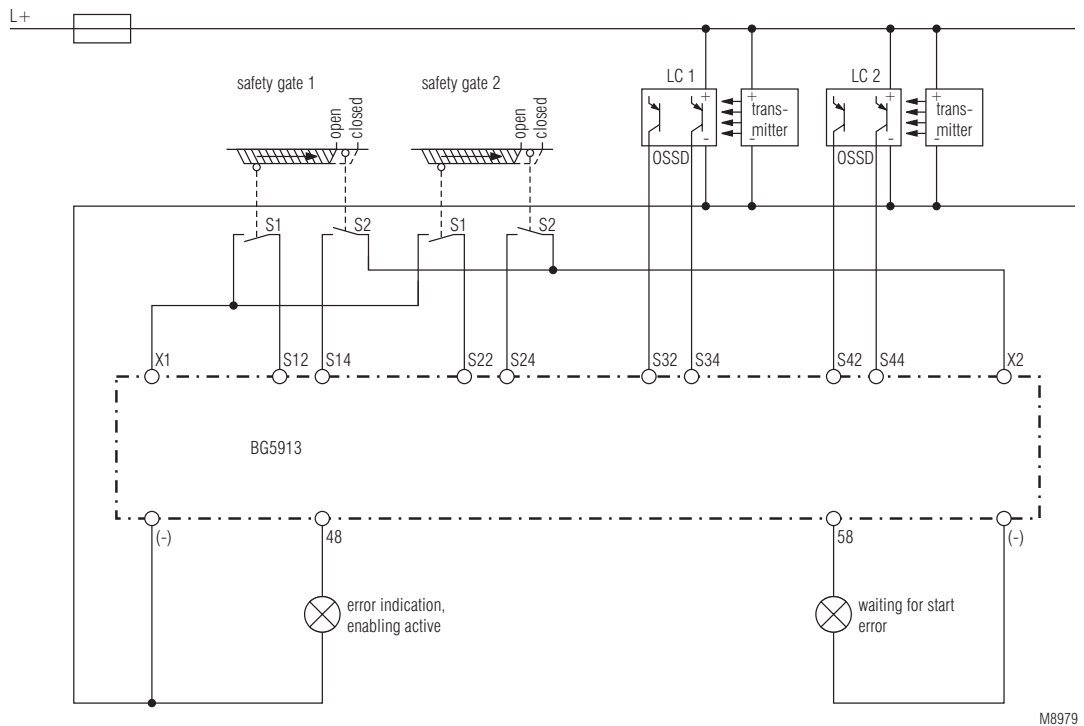 L+
safety gate 1
safety gate 2
open
closed
open
closed
LC 1
LC 2
+
+
trans-
mitter
-
-
+
+
trans-
mitter
-
-
OSSD
OSSD
S1
S2
S1
S2
X1
S12
S14
S22
S24
S32
S34
S42
S44
X2
BG5913
(-)
48
58
(-)
error indication,
enabling active
waiting for start
error
M8979